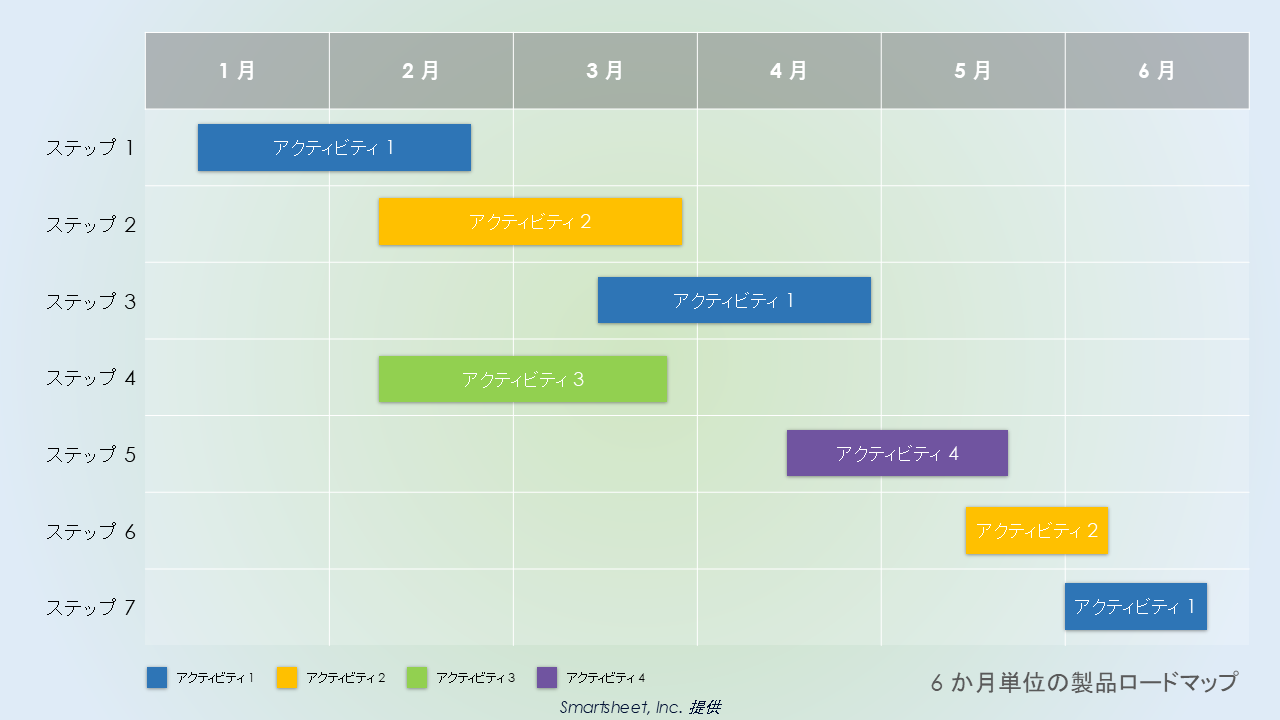 1 月 2 月 3 月 4 月 5 月 6 月
ステップ 1 アクティビティ 1
ステップ 2 アクティビティ 2
ステップ 3 アクティビティ 1
ステップ 4 アクティビティ 3
ステップ 5 アクティビティ 4
ステップ 6 アクティビティ 2
ステップ 7 アクティビティ 1
アクティビティ 1 アクティビティ 2 アクティビティ 3 アクティビティ 4
6 か月単位の製品ロードマップ
Smartsheet, Inc. 提供